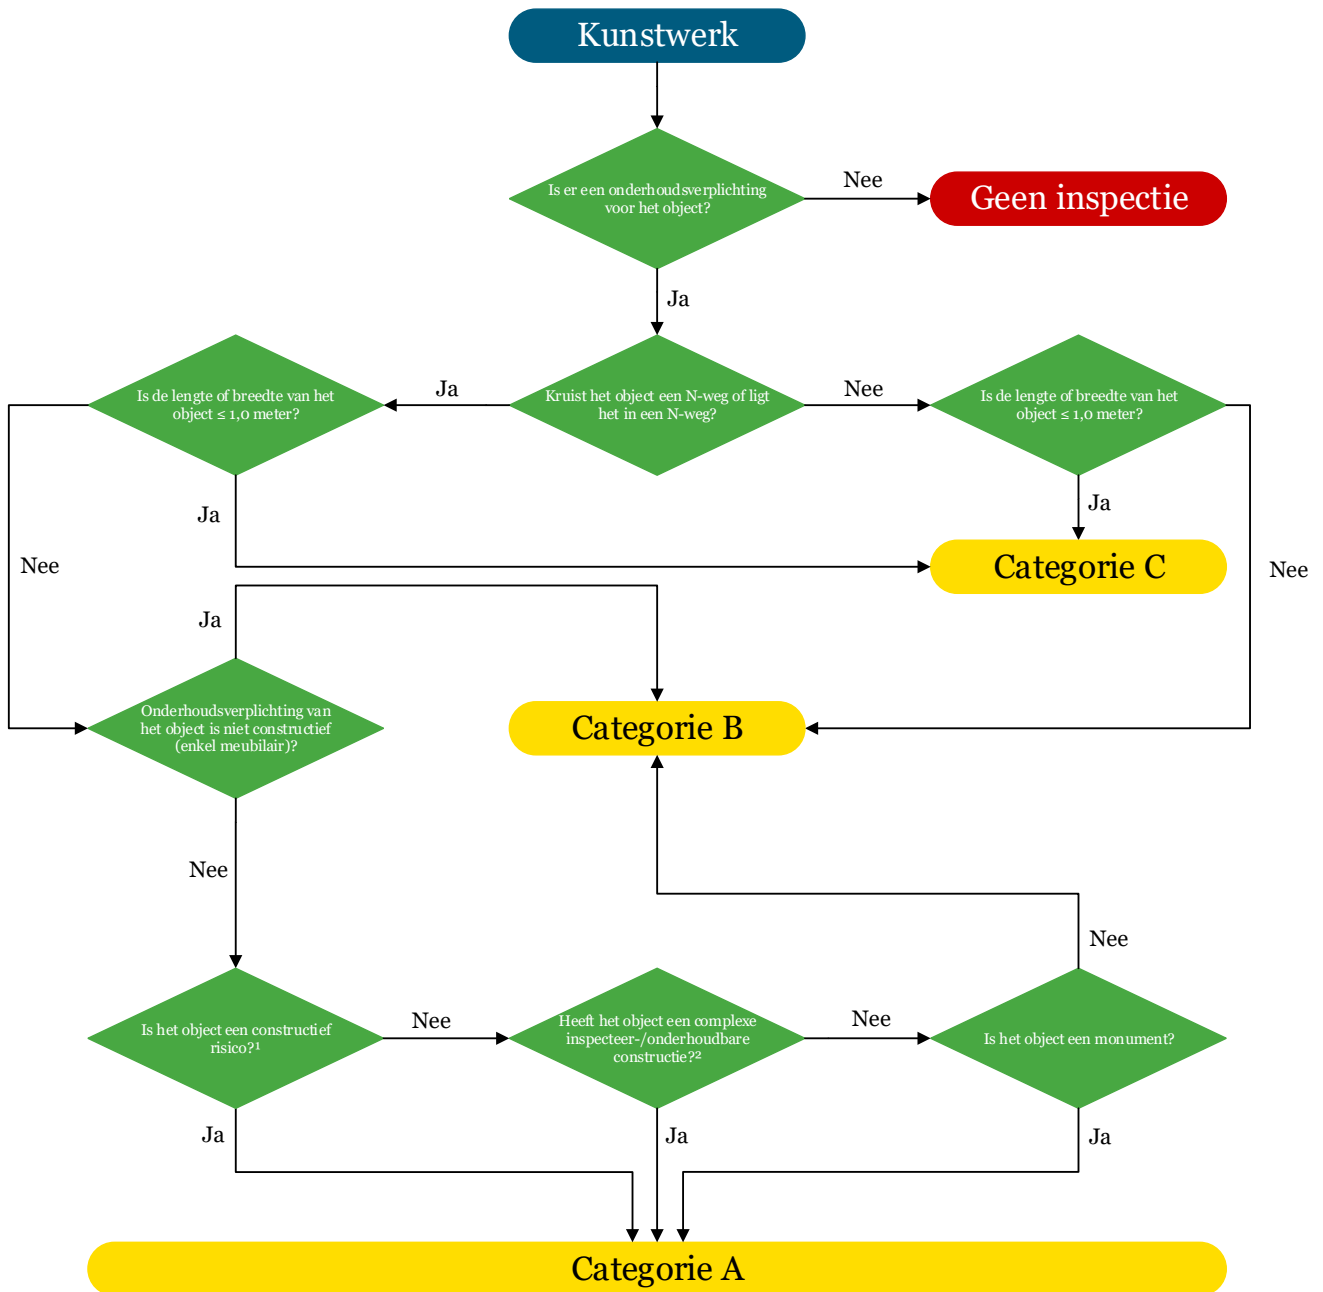 Kunstwerk
Is er een onderhoudsverplichting
voor het object?
Nee
Geen inspectie
Ja
Is de lengte of breedte van het
object ≤ 1,0 meter?
Ja
Kruist het object een N-weg of ligt
het in een N-weg?
Nee
Is de lengte of breedte van het
object ≤ 1,0 meter?
Ja
Ja
Nee
Categorie C
Nee
Ja
Onderhoudsverplichting van
het object is niet constructief
(enkel meubilair)?
Categorie B
Nee
Nee
Is het object een constructief
risico?¹
Nee
Heeft het object een complexe
inspecteer-/onderhoudbare
constructie?²
Nee
Is het object een monument?
Ja
Ja
Ja
Categorie A